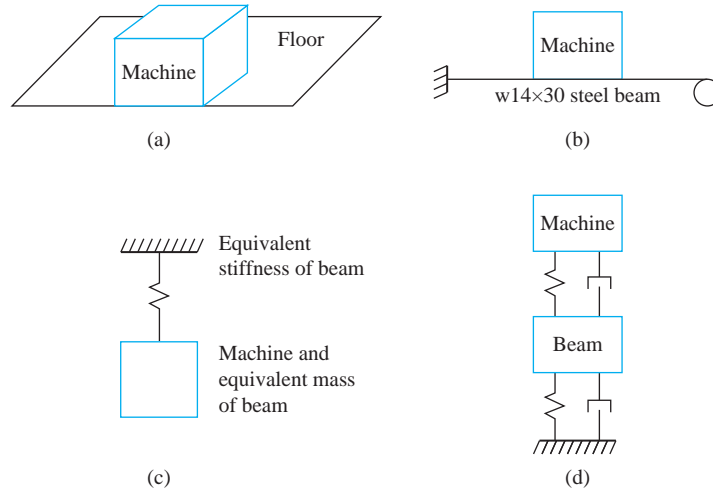 Floor
Machine
(a)
Machine
w14×30 steel beam
(b)
Equivalent
stiffness of beam
Machine and
equivalent mass
of beam
(c)
Machine
Beam
(d)